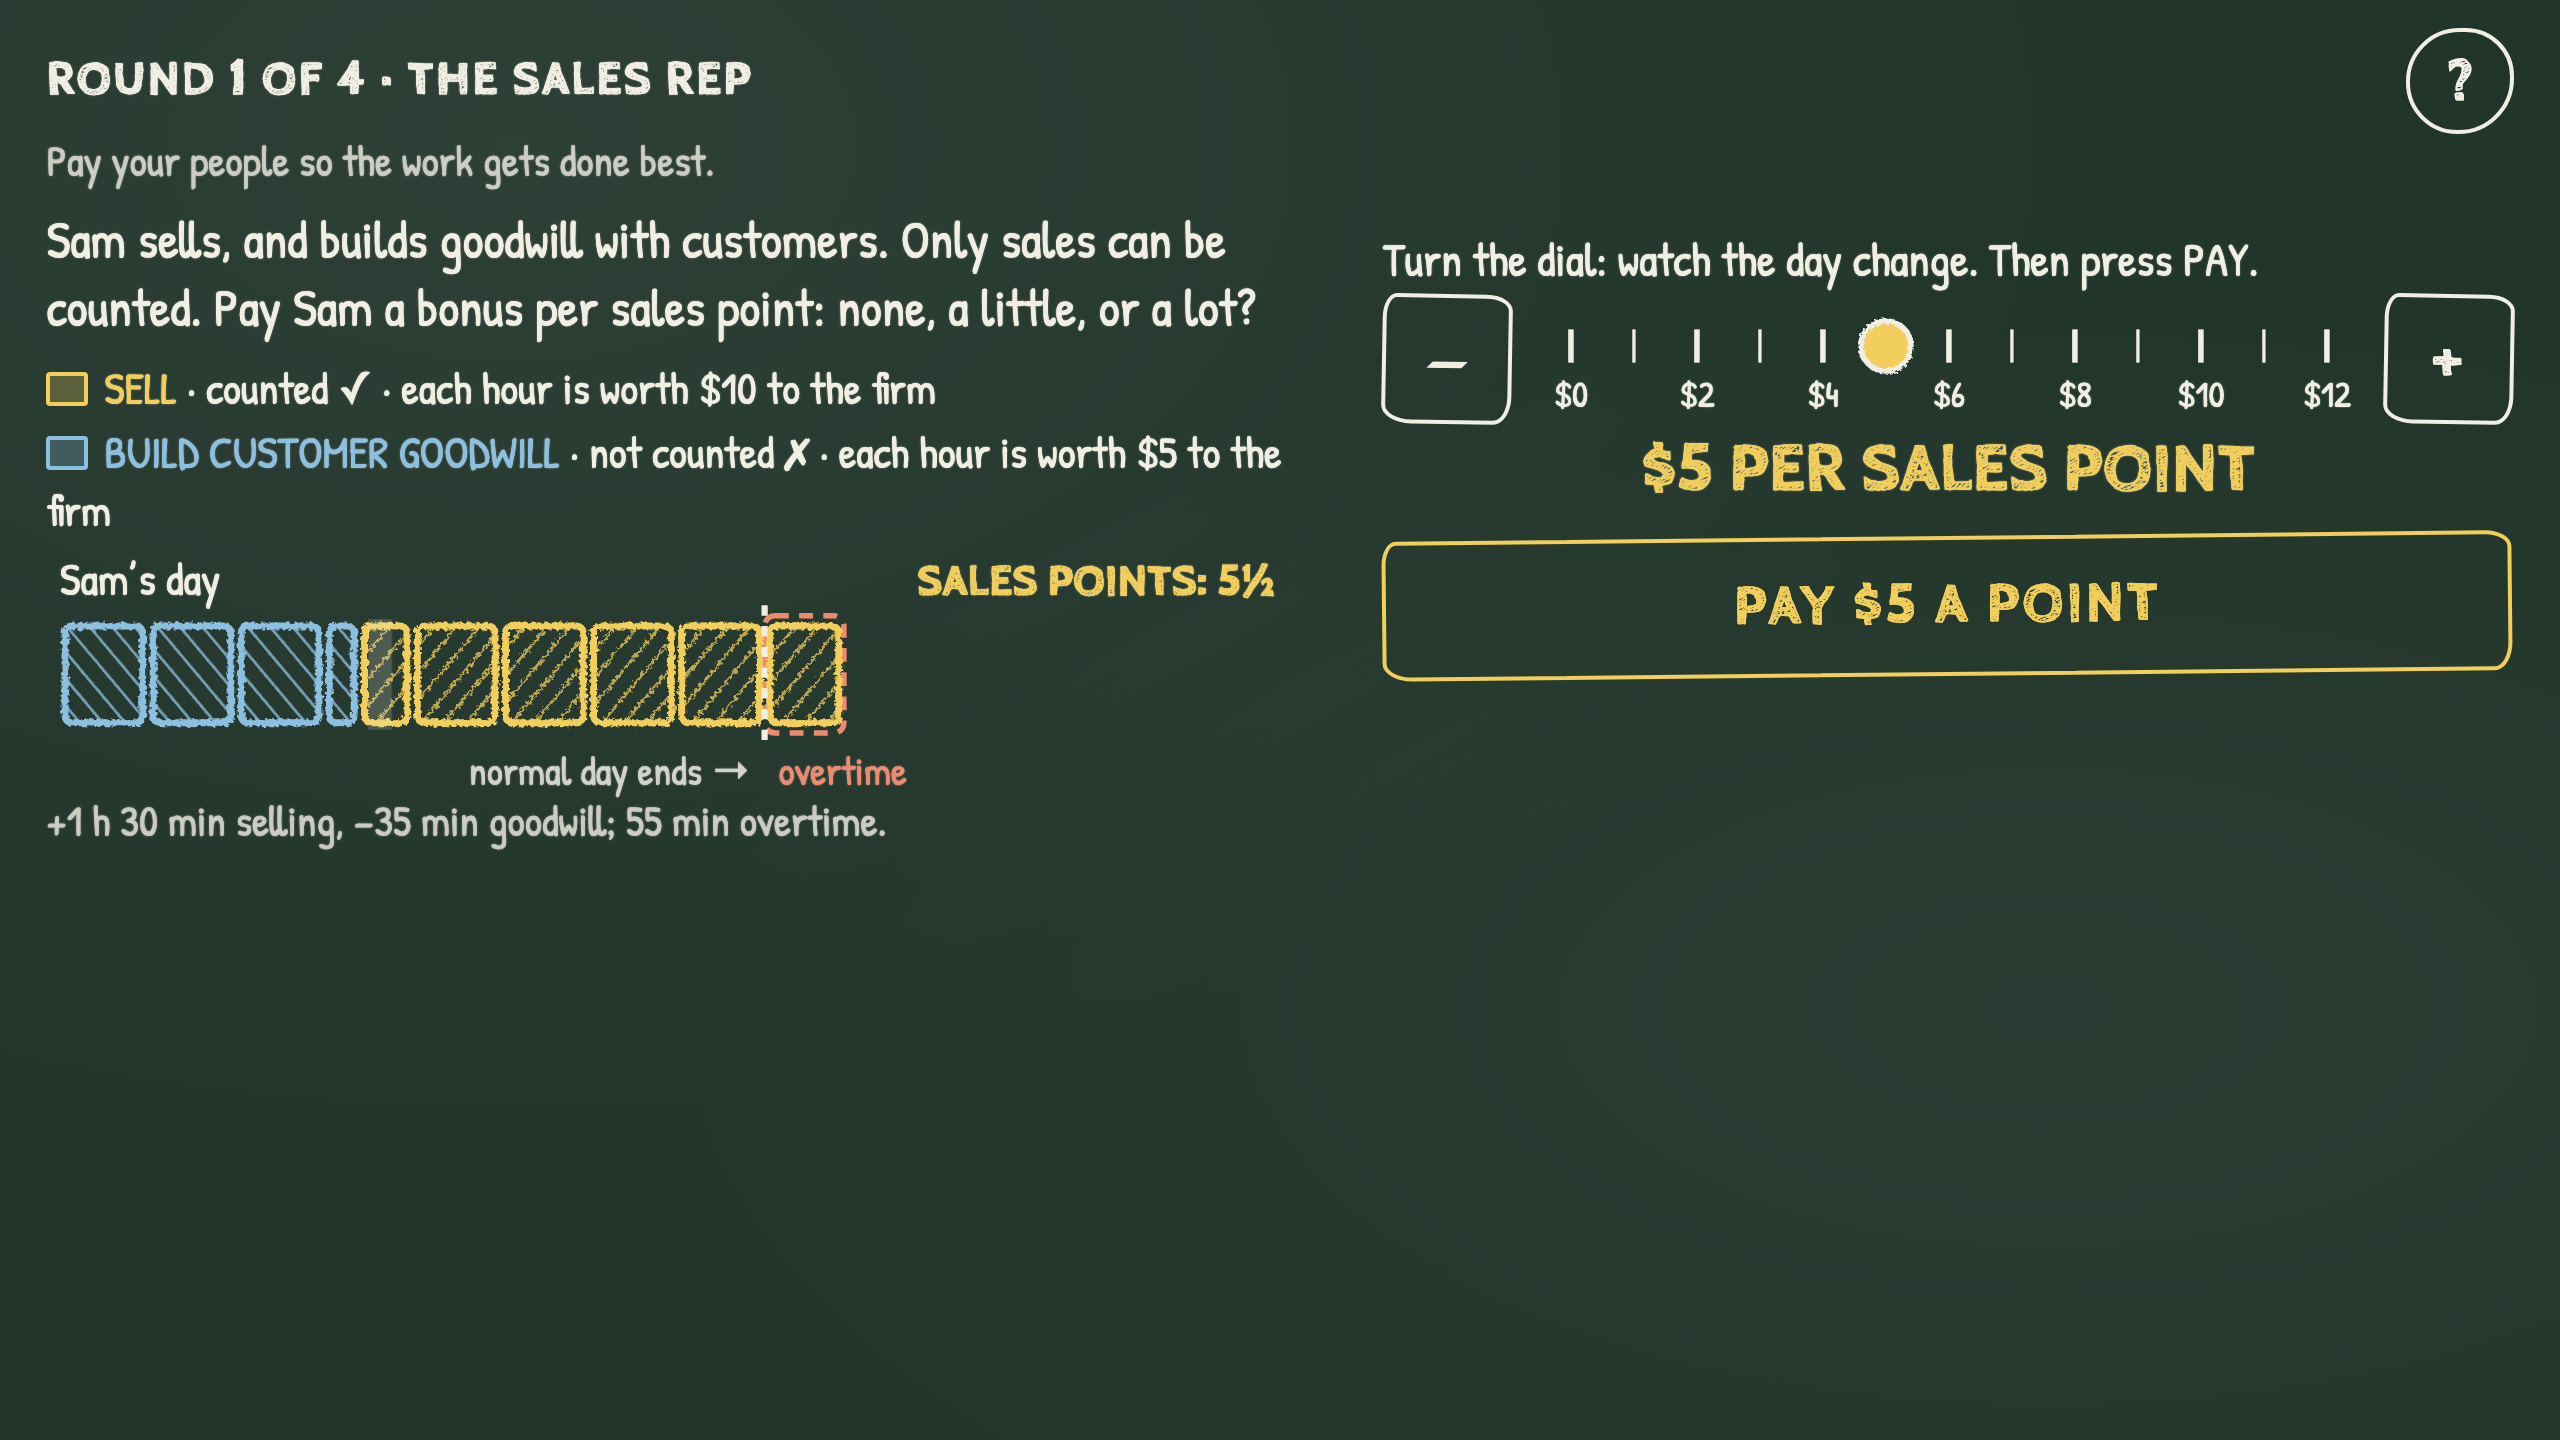 ROUND 1 OF 4 · THE SALES REP
?
Pay your people so the work gets done best.
Sam sells, and builds goodwill with customers. Only sales can be
counted. Pay Sam a bonus per sales point: none, a little, or a lot?
SELL · counted ✓ · each hour is worth $10 to the firm
BUILD CUSTOMER GOODWILL · not counted ✗ · each hour is worth $5 to the
firm
Sam's day
SALES POINTS: 5½
normal day ends →
overtime
+1 h 30 min selling, −35 min goodwill; 55 min overtime.
Turn the dial: watch the day change. Then press PAY.
−
$0 $2 $4 $6 $8 $10 $12
+
$5 PER SALES POINT
PAY $5 A POINT